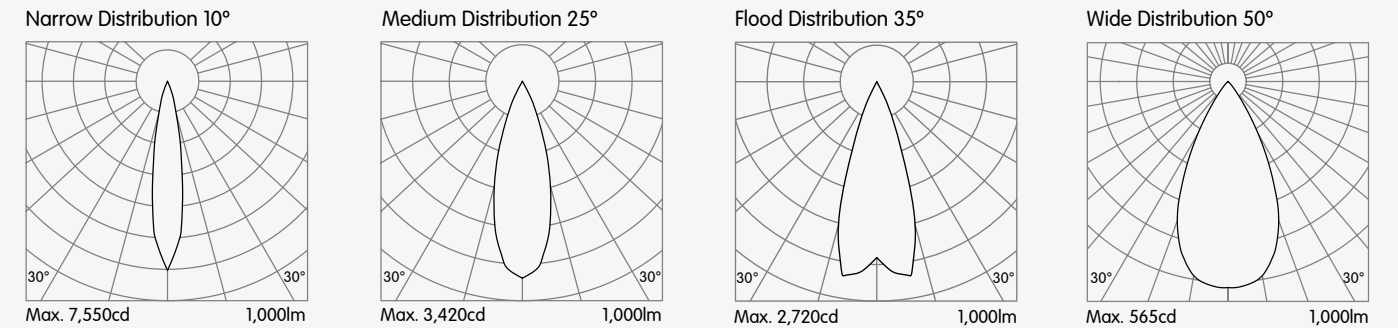 Narrow Distribution 10°
30°
30°
Max. 7,550cd
1,000lm
Medium Distribution 25°
30°
30°
Max. 3,420cd
1,000lm
Flood Distribution 35°
30°
30°
Max. 2,720cd
1,000lm
Wide Distribution 50°
30°
30°
Max. 565cd
1,000lm